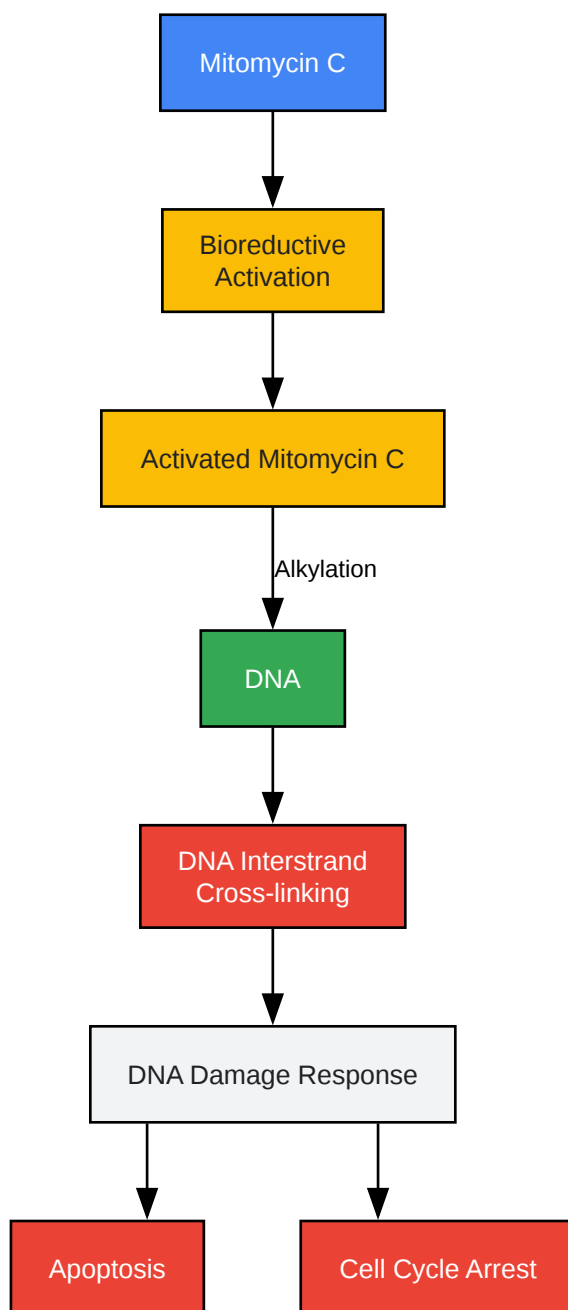 Mitomycin C
Bioreductive
Activation
Activated Mitomycin C
Alkylation
DNA
DNA Interstrand
Cross-linking
DNA Damage Response
Apoptosis
Cell Cycle Arrest